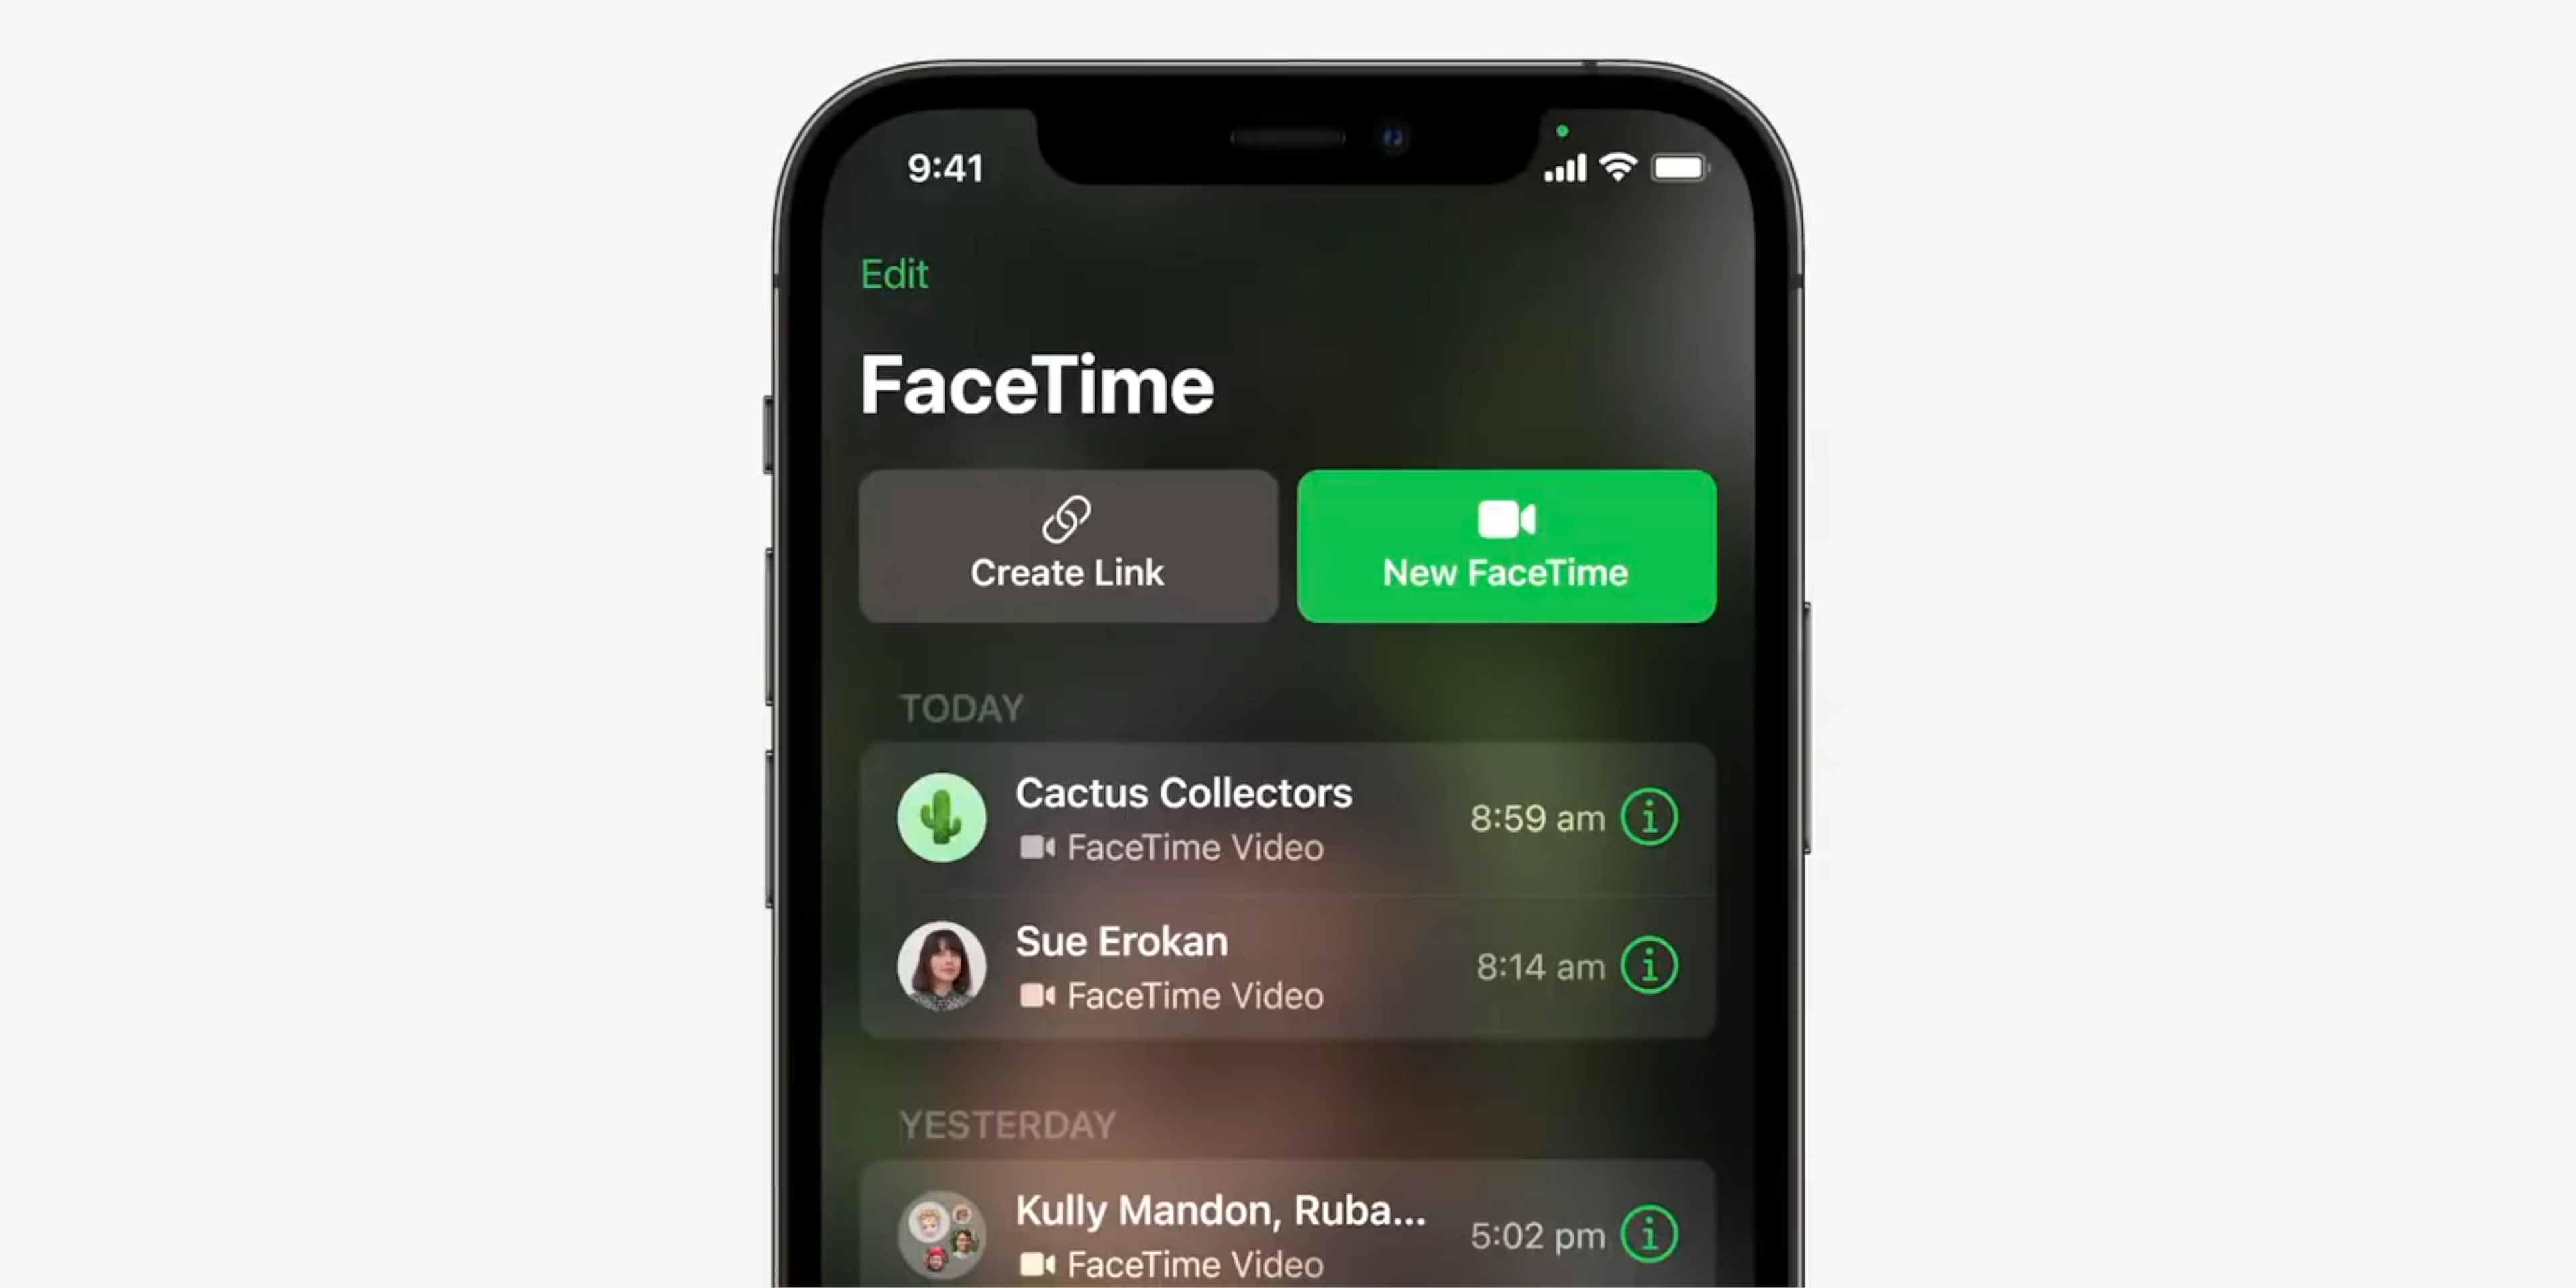 9:41
Edit
FaceTime
Create Link
New FaceTime
TODAY
Cactus Collectors
8:59 am
FaceTime Video
Sue Erokan
8:14 am
FaceTime Video
YESTERDAY
Kully Mandon, Ruba...
5:02 pm
FaceTime Video